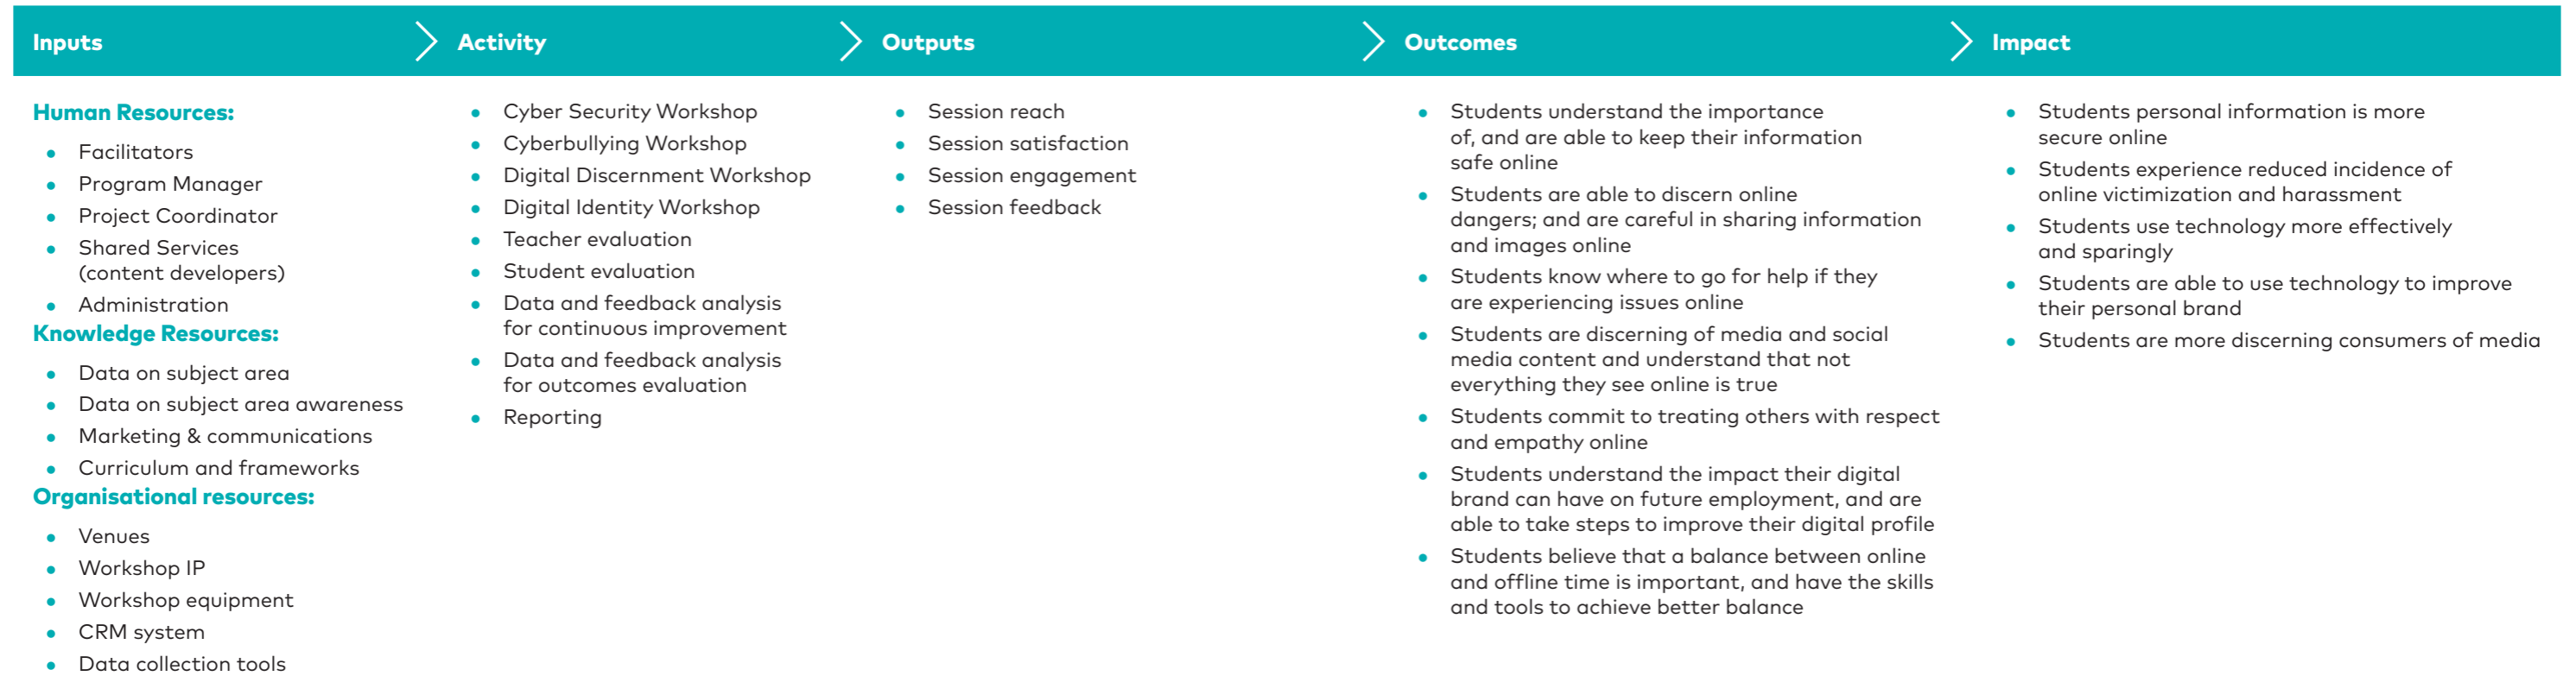 Inputs
Activity
Outputs
Outcomes
Impact
Human Resources:
Facilitators
Program Manager
Project Coordinator
Shared Services
(content developers)
Administration
Knowledge Resources:
Data on subject area
Data on subject area awareness
Marketing & communications
Curriculum and frameworks
Organisational resources:
Venues
Workshop IP
Workshop equipment
CRM system
Data collection tools
Cyber Security Workshop
Cyberbullying Workshop
Digital Discernment Workshop
Digital Identity Workshop
Teacher evaluation
Student evaluation
Data and feedback analysis
for continuous improvement
Data and feedback analysis
for outcomes evaluation
Reporting
Session reach
Session satisfaction
Session engagement
Session feedback
Students understand the importance
of, and are able to keep their information
safe online
Students are able to discern online
dangers; and are careful in sharing information
and images online
Students know where to go for help if they
are experiencing issues online
Students are discerning of media and social
media content and understand that not
everything they see online is true
Students commit to treating others with respect
and empathy online
Students understand the impact their digital
brand can have on future employment, and are
able to take steps to improve their digital profile
Students believe that a balance between online
and offline time is important, and have the skills
and tools to achieve better balance
Students personal information is more
secure online
Students experience reduced incidence of
online victimization and harassment
Students use technology more effectively
and sparingly
Students are able to use technology to improve
their personal brand
Students are more discerning consumers of media